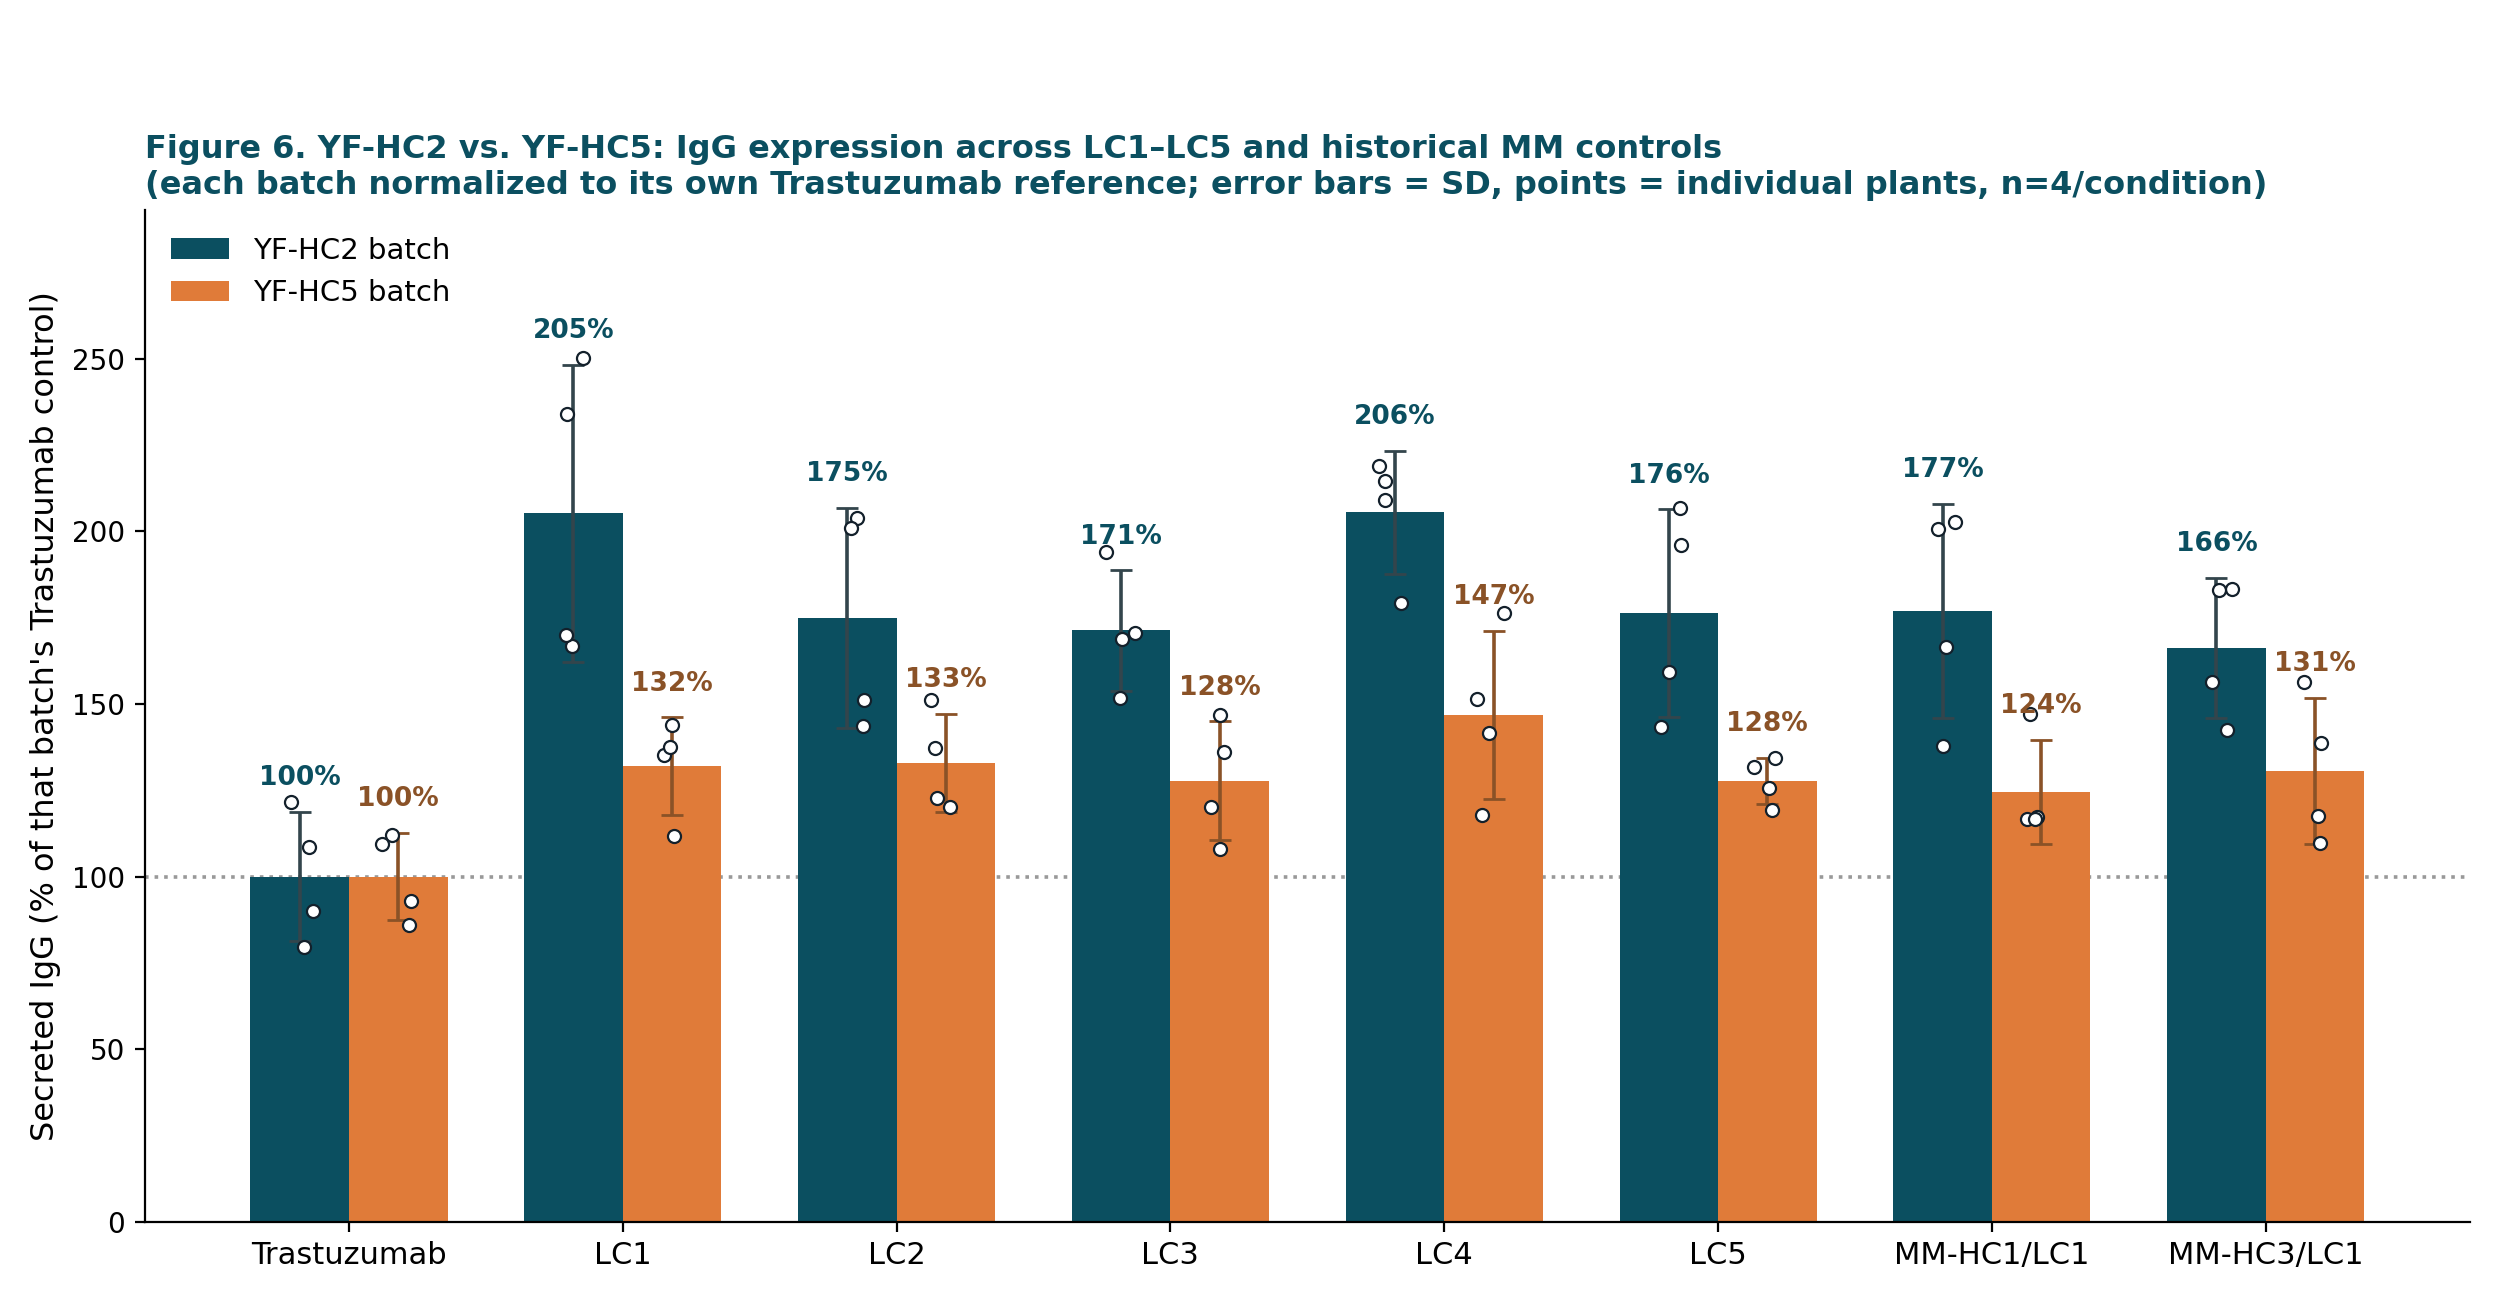 Figure 6. YF-HC2 vs. YF-HC5: IgG expression across LC1–LC5 and historical MM controls
(each batch normalized to its own Trastuzumab reference; error bars = SD, points = individual plants, n=4/condition)
YF-HC2 batch
YF-HC5 batch
Secreted IgG (% of that batch's Trastuzumab control)
250
200
150
100
50
0
100%
100%
205%
132%
175%
133%
171%
128%
206%
147%
176%
128%
177%
124%
166%
131%
Trastuzumab
LC1
LC2
LC3
LC4
LC5
MM-HC1/LC1
MM-HC3/LC1